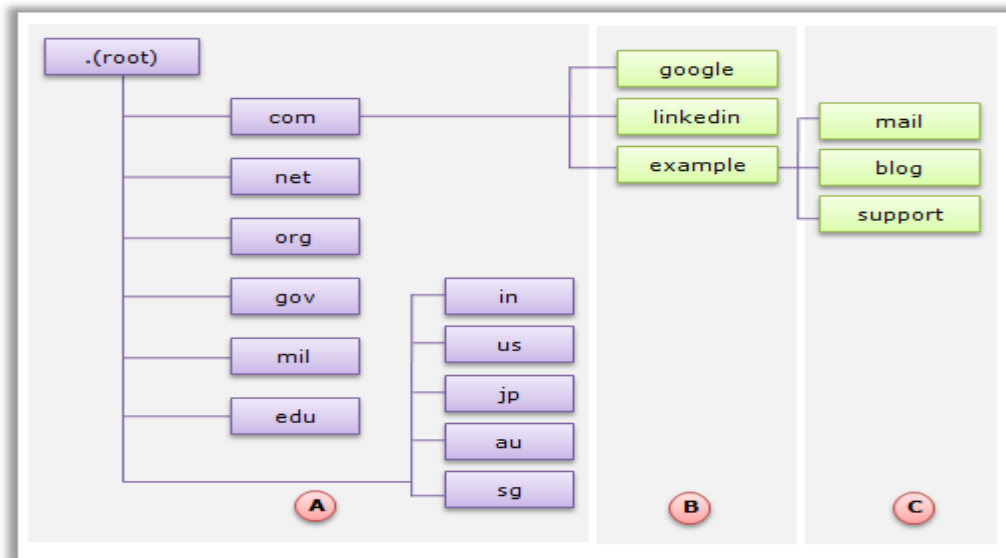 .(root)
com
net
org
gov
mil
edu
in
us
jp
au
sg
A
google
linkedin
example
B
mail
blog
support
C